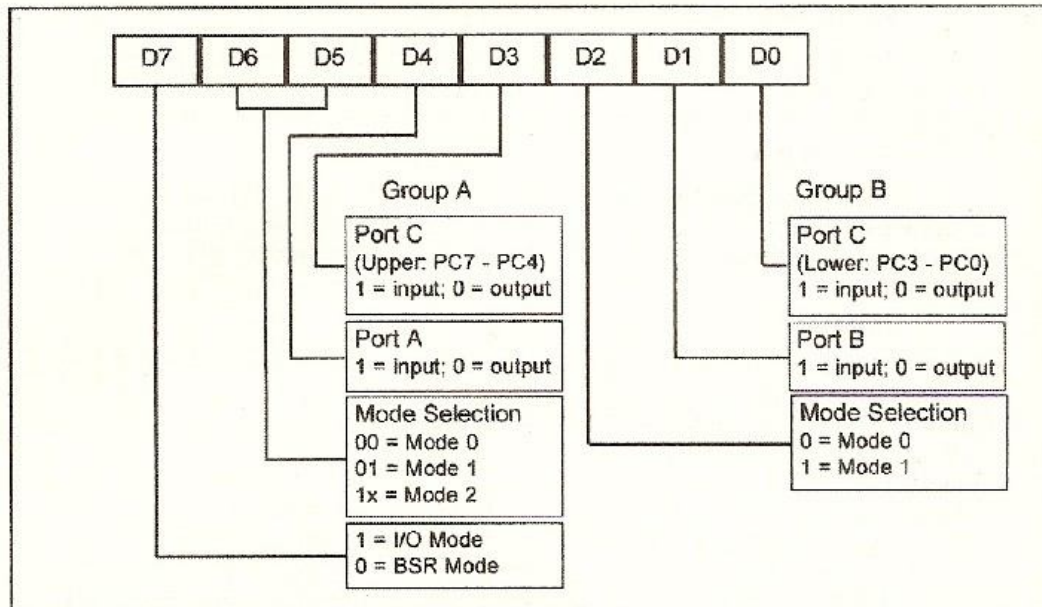 D7 D6 D5 D4 D3 D2 D1 D0
Group A
Port C
(Upper: PC7 - PC4)
1 = input; 0 = output
Port A
1 = input; 0 = output
Mode Selection
00 = Mode 0
01 = Mode 1
1x = Mode 2
1 = I/O Mode
0 = BSR Mode
Group B
Port C
(Lower: PC3 - PC0)
1 = input; 0 = output
Port B
1 = input; 0 = output
Mode Selection
0 = Mode 0
1 = Mode 1